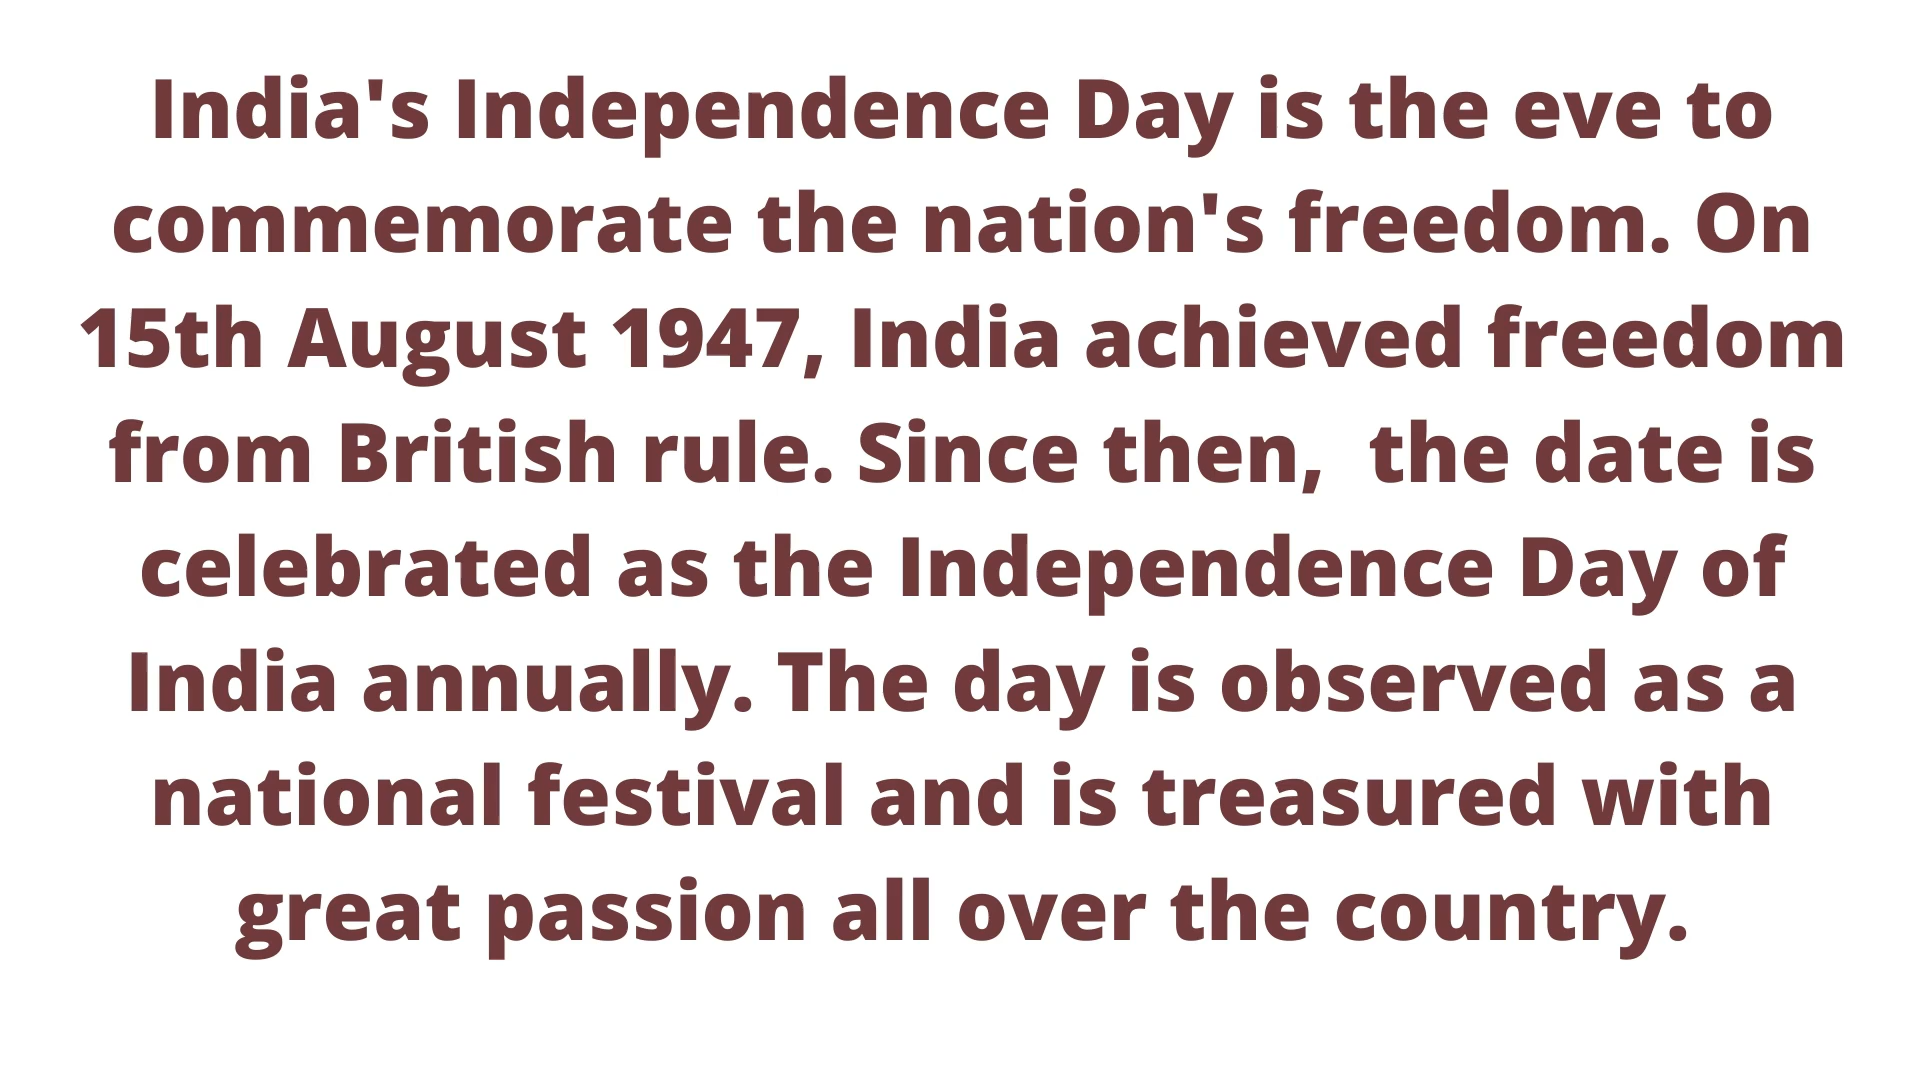 India's Independence Day is the eve to
commemorate the nation's freedom. On
15th August 1947, India achieved freedom
from British rule. Since then,  the date is
celebrated as the Independence Day of
India annually. The day is observed as a
national festival and is treasured with
great passion all over the country.